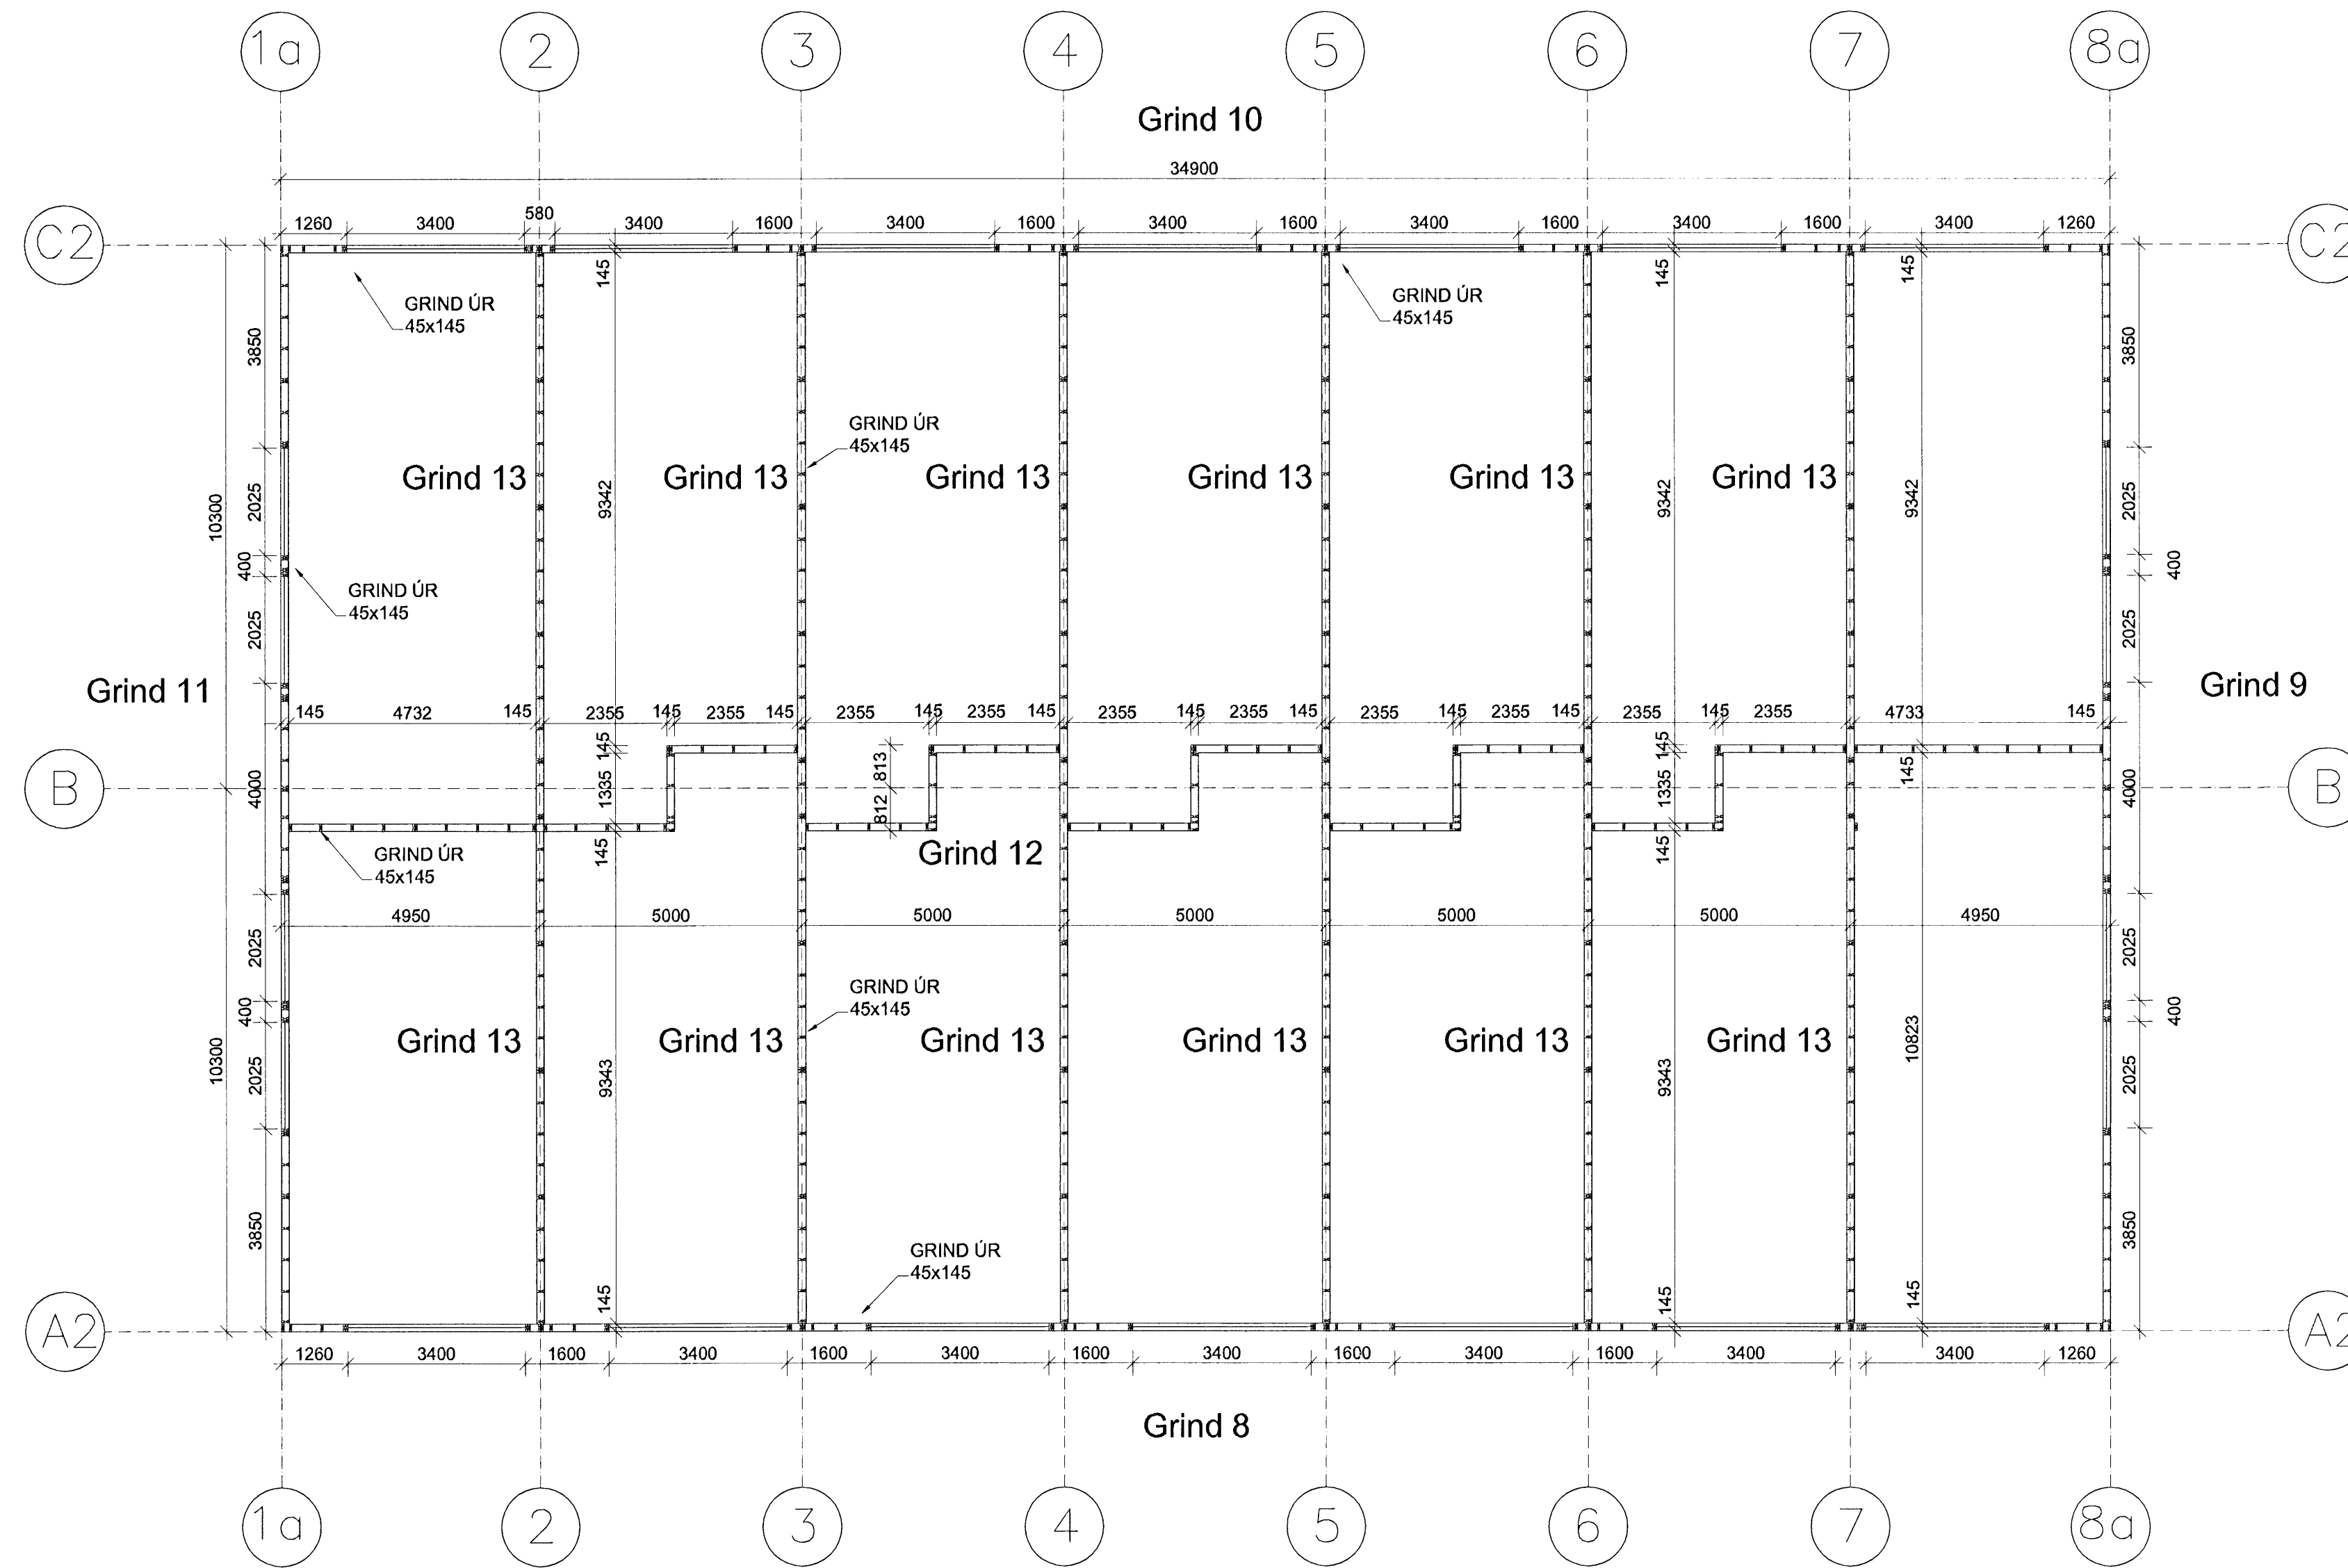 1a 2 3 4 5 6 7 8a
Grind 10
34900
1260 3400 580 3400 1600 3400 1600 3400 1600 3400 1600 3400 1600 3400 1260
C2 C2
145 145 145
GRIND ÚR
45x145
GRIND ÚR
45x145
3850 3850
GRIND ÚR
45x145
Grind 13 Grind 13 Grind 13 Grind 13 Grind 13 Grind 13
10300 2025 9342 9342 9342 2025
400 400
GRIND ÚR
45x145
2025 2025
Grind 11 Grind 9
145 4732 145 2355 145 2355 145 2355 145 2355 145 2355 145 2355 145 2355 145 2355 145 2355 145 2355 4733 145
145 813 145 145
B 4000 1335 812 1335 4000 B
145 145
GRIND ÚR
45x145
Grind 12
4950 5000 5000 5000 5000 5000 4950
2025 2025
GRIND ÚR
45x145
400 400
Grind 13 Grind 13 Grind 13 Grind 13 Grind 13 Grind 13
10300 2025 9343 9343 10823 2025
3850 3850
GRIND ÚR
45x145
145 145 145
A2 A2
1260 3400 1600 3400 1600 3400 1600 3400 1600 3400 1600 3400 3400 1260
Grind 8
1a 2 3 4 5 6 7 8a